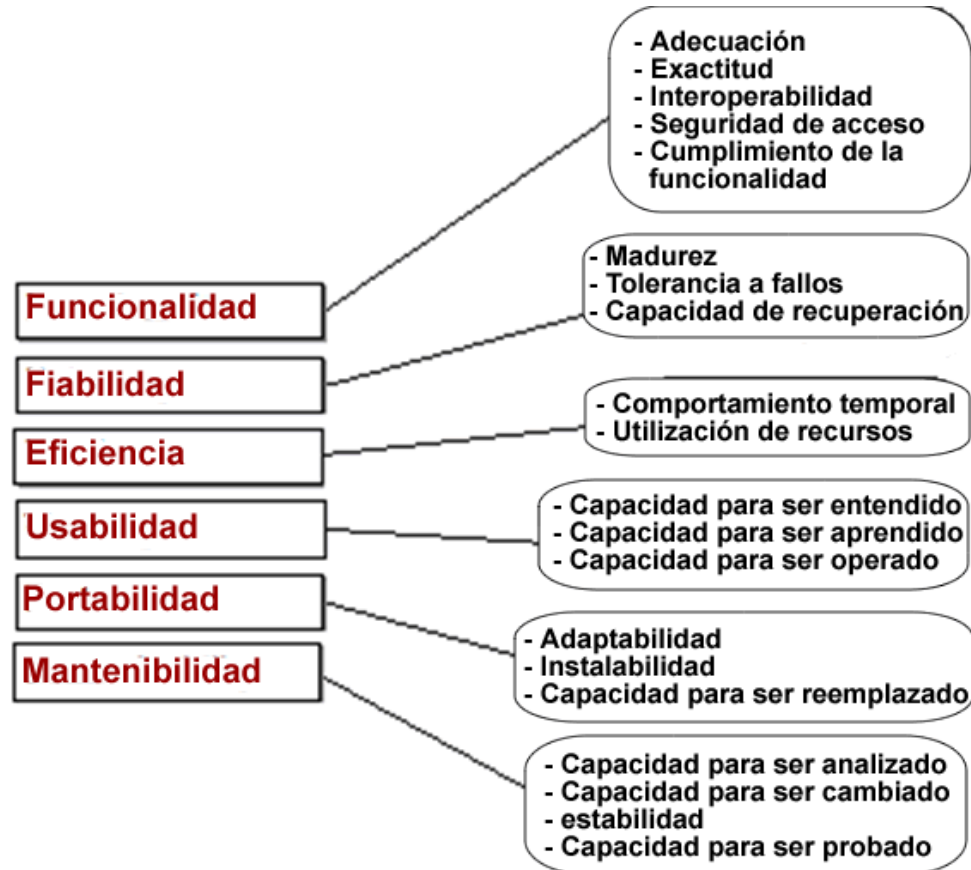 Funcionalidad
- Adecuación
- Exactitud
- Interoperabilidad
- Seguridad de acceso
- Cumplimiento de la
funcionalidad
Fiabilidad
- Madurez
- Tolerancia a fallos
- Capacidad de recuperación
Eficiencia
- Comportamiento temporal
- Utilización de recursos
Usabilidad
- Capacidad para ser entendido
- Capacidad para ser aprendido
- Capacidad para ser operado
Portabilidad
- Adaptabilidad
- Instalabilidad
- Capacidad para ser reemplazado
Mantenibilidad
- Capacidad para ser analizado
- Capacidad para ser cambiado
- estabilidad
- Capacidad para ser probado